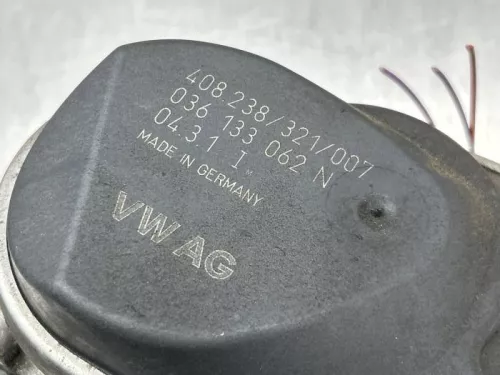 408.238/321/007
036 133 062 N
04.3.1 I
MADE IN GERMANY
VW AG